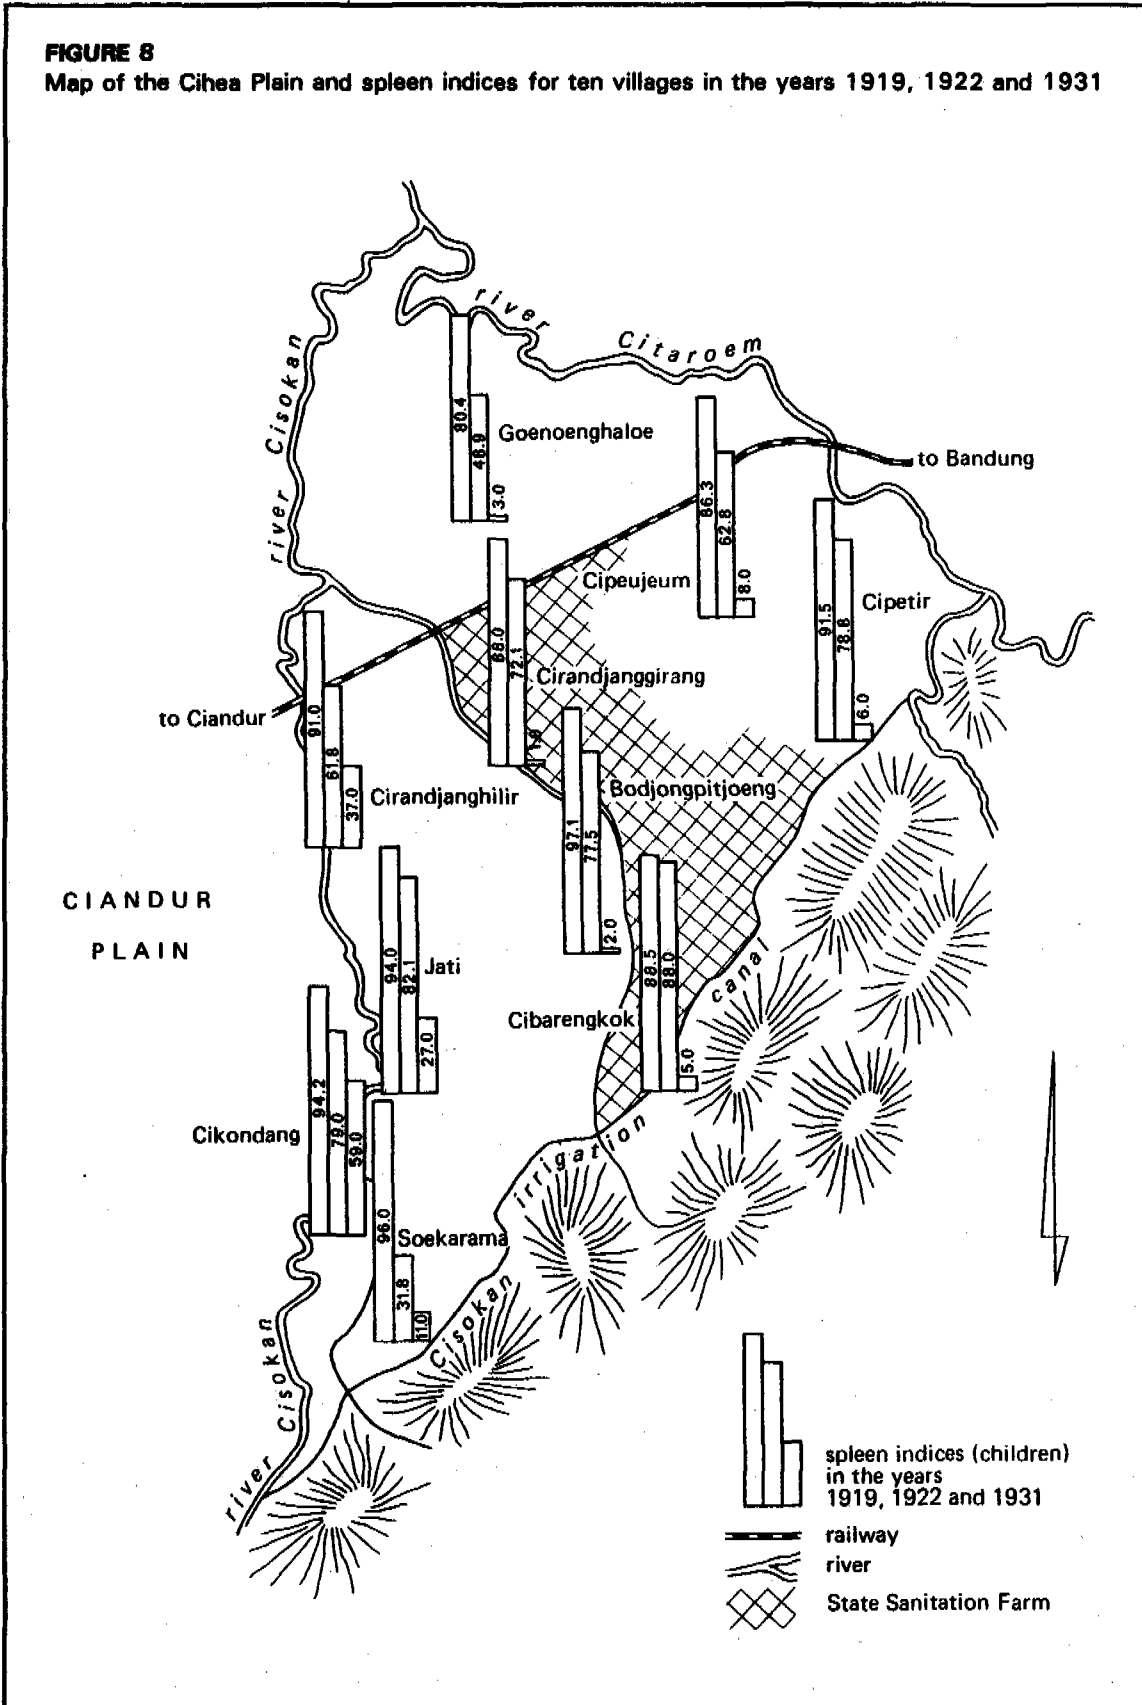 FIGURE 8
Map of the Cihea Plain and spleen indices for ten villages in the years 1919, 1922 and 1931
river Citaroem
river Cisokan
80.4
48.9
3.0
Goenoenghaloe
to Bandung
86.3
62.8
8.0
Cipeujeum
91.5
78.8
6.0
Cipetir
88.0
72.1
Cirandjanggirang
to Ciandur
91.0
61.8
37.0
Cirandjanghilir
97.1
77.5
2.0
Bodjongpitjoeng
CIANDUR
PLAIN
94.0
82.1
27.0
Jati
88.5
88.0
5.0
Cibarengkok
94.2
79.0
59.0
Cikondang
96.0
31.8
11.0
Soekarama
Cisokan irrigation canal
river Cisokan
spleen indices (children)
in the years
1919, 1922 and 1931
railway
river
State Sanitation Farm